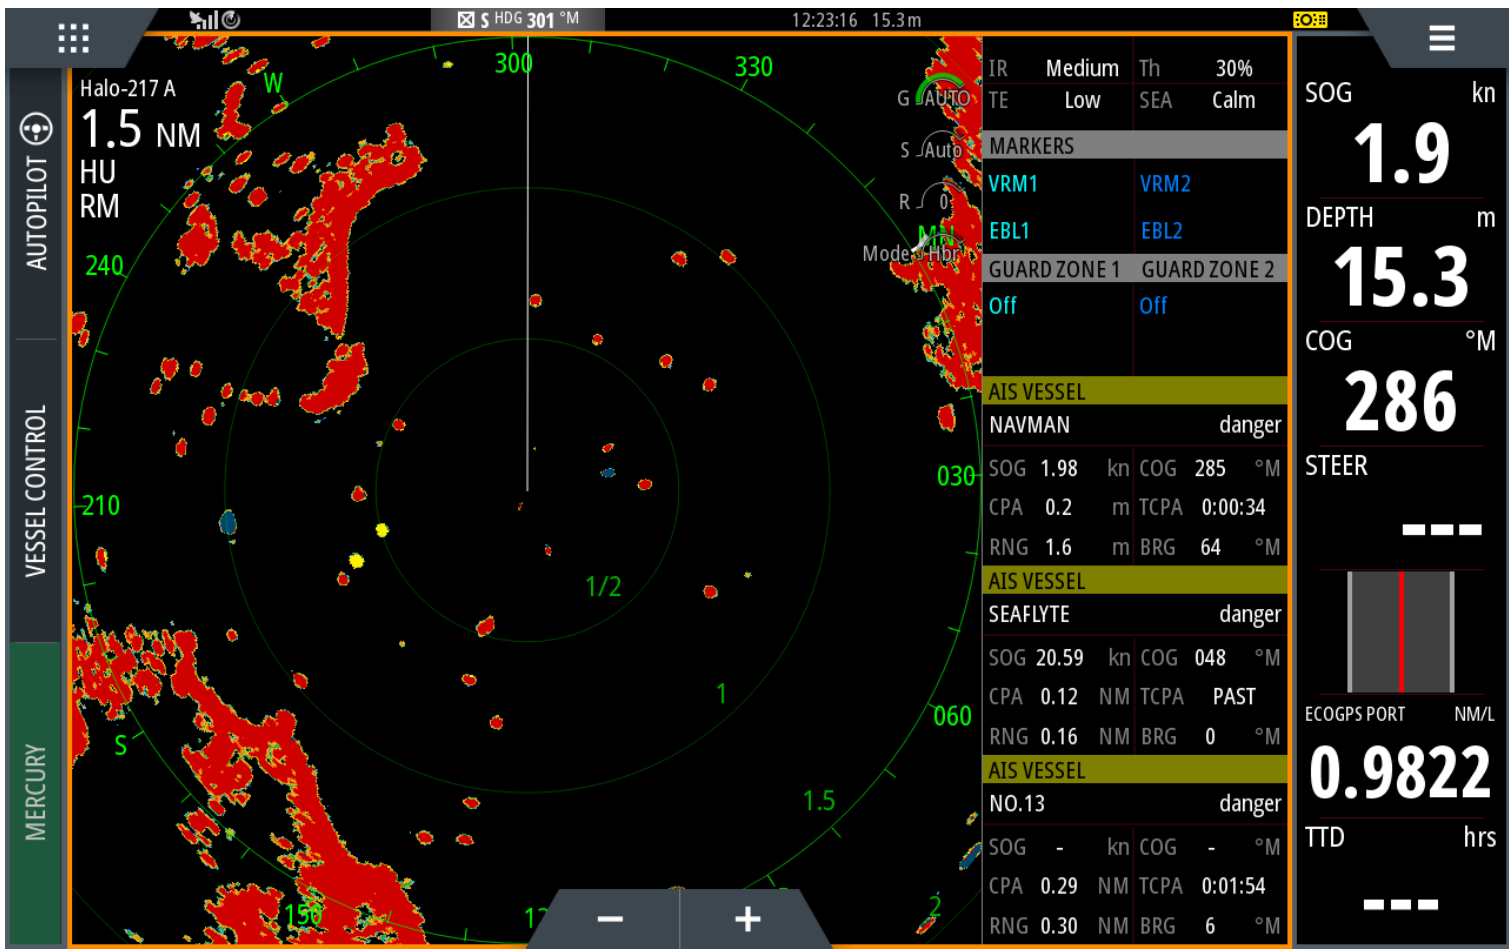 S HDG 301 °M
12:23:16 15.3 m
AUTOPILOT
VESSEL CONTROL
MERCURY
Halo-217 A
1.5 NM
HU
RM
W
300
330
240
210
S
150
030
060
1/2
1
1.5
2
12
G AUTO
S Auto
R 0
MN
Mode Hbr
−
+
IR Medium Th 30%
TE Low SEA Calm
MARKERS
VRM1 VRM2
EBL1 EBL2
GUARD ZONE 1 GUARD ZONE 2
Off Off
AIS VESSEL
NAVMAN danger
SOG 1.98 kn COG 285 °M
CPA 0.2 m TCPA 0:00:34
RNG 1.6 m BRG 64 °M
AIS VESSEL
SEAFLYTE danger
SOG 20.59 kn COG 048 °M
CPA 0.12 NM TCPA PAST
RNG 0.16 NM BRG 0 °M
AIS VESSEL
NO.13 danger
SOG - kn COG - °M
CPA 0.29 NM TCPA 0:01:54
RNG 0.30 NM BRG 6 °M
SOG kn
1.9
DEPTH m
15.3
COG °M
286
STEER
---
ECOGPS PORT NM/L
0.9822
TTD hrs
---